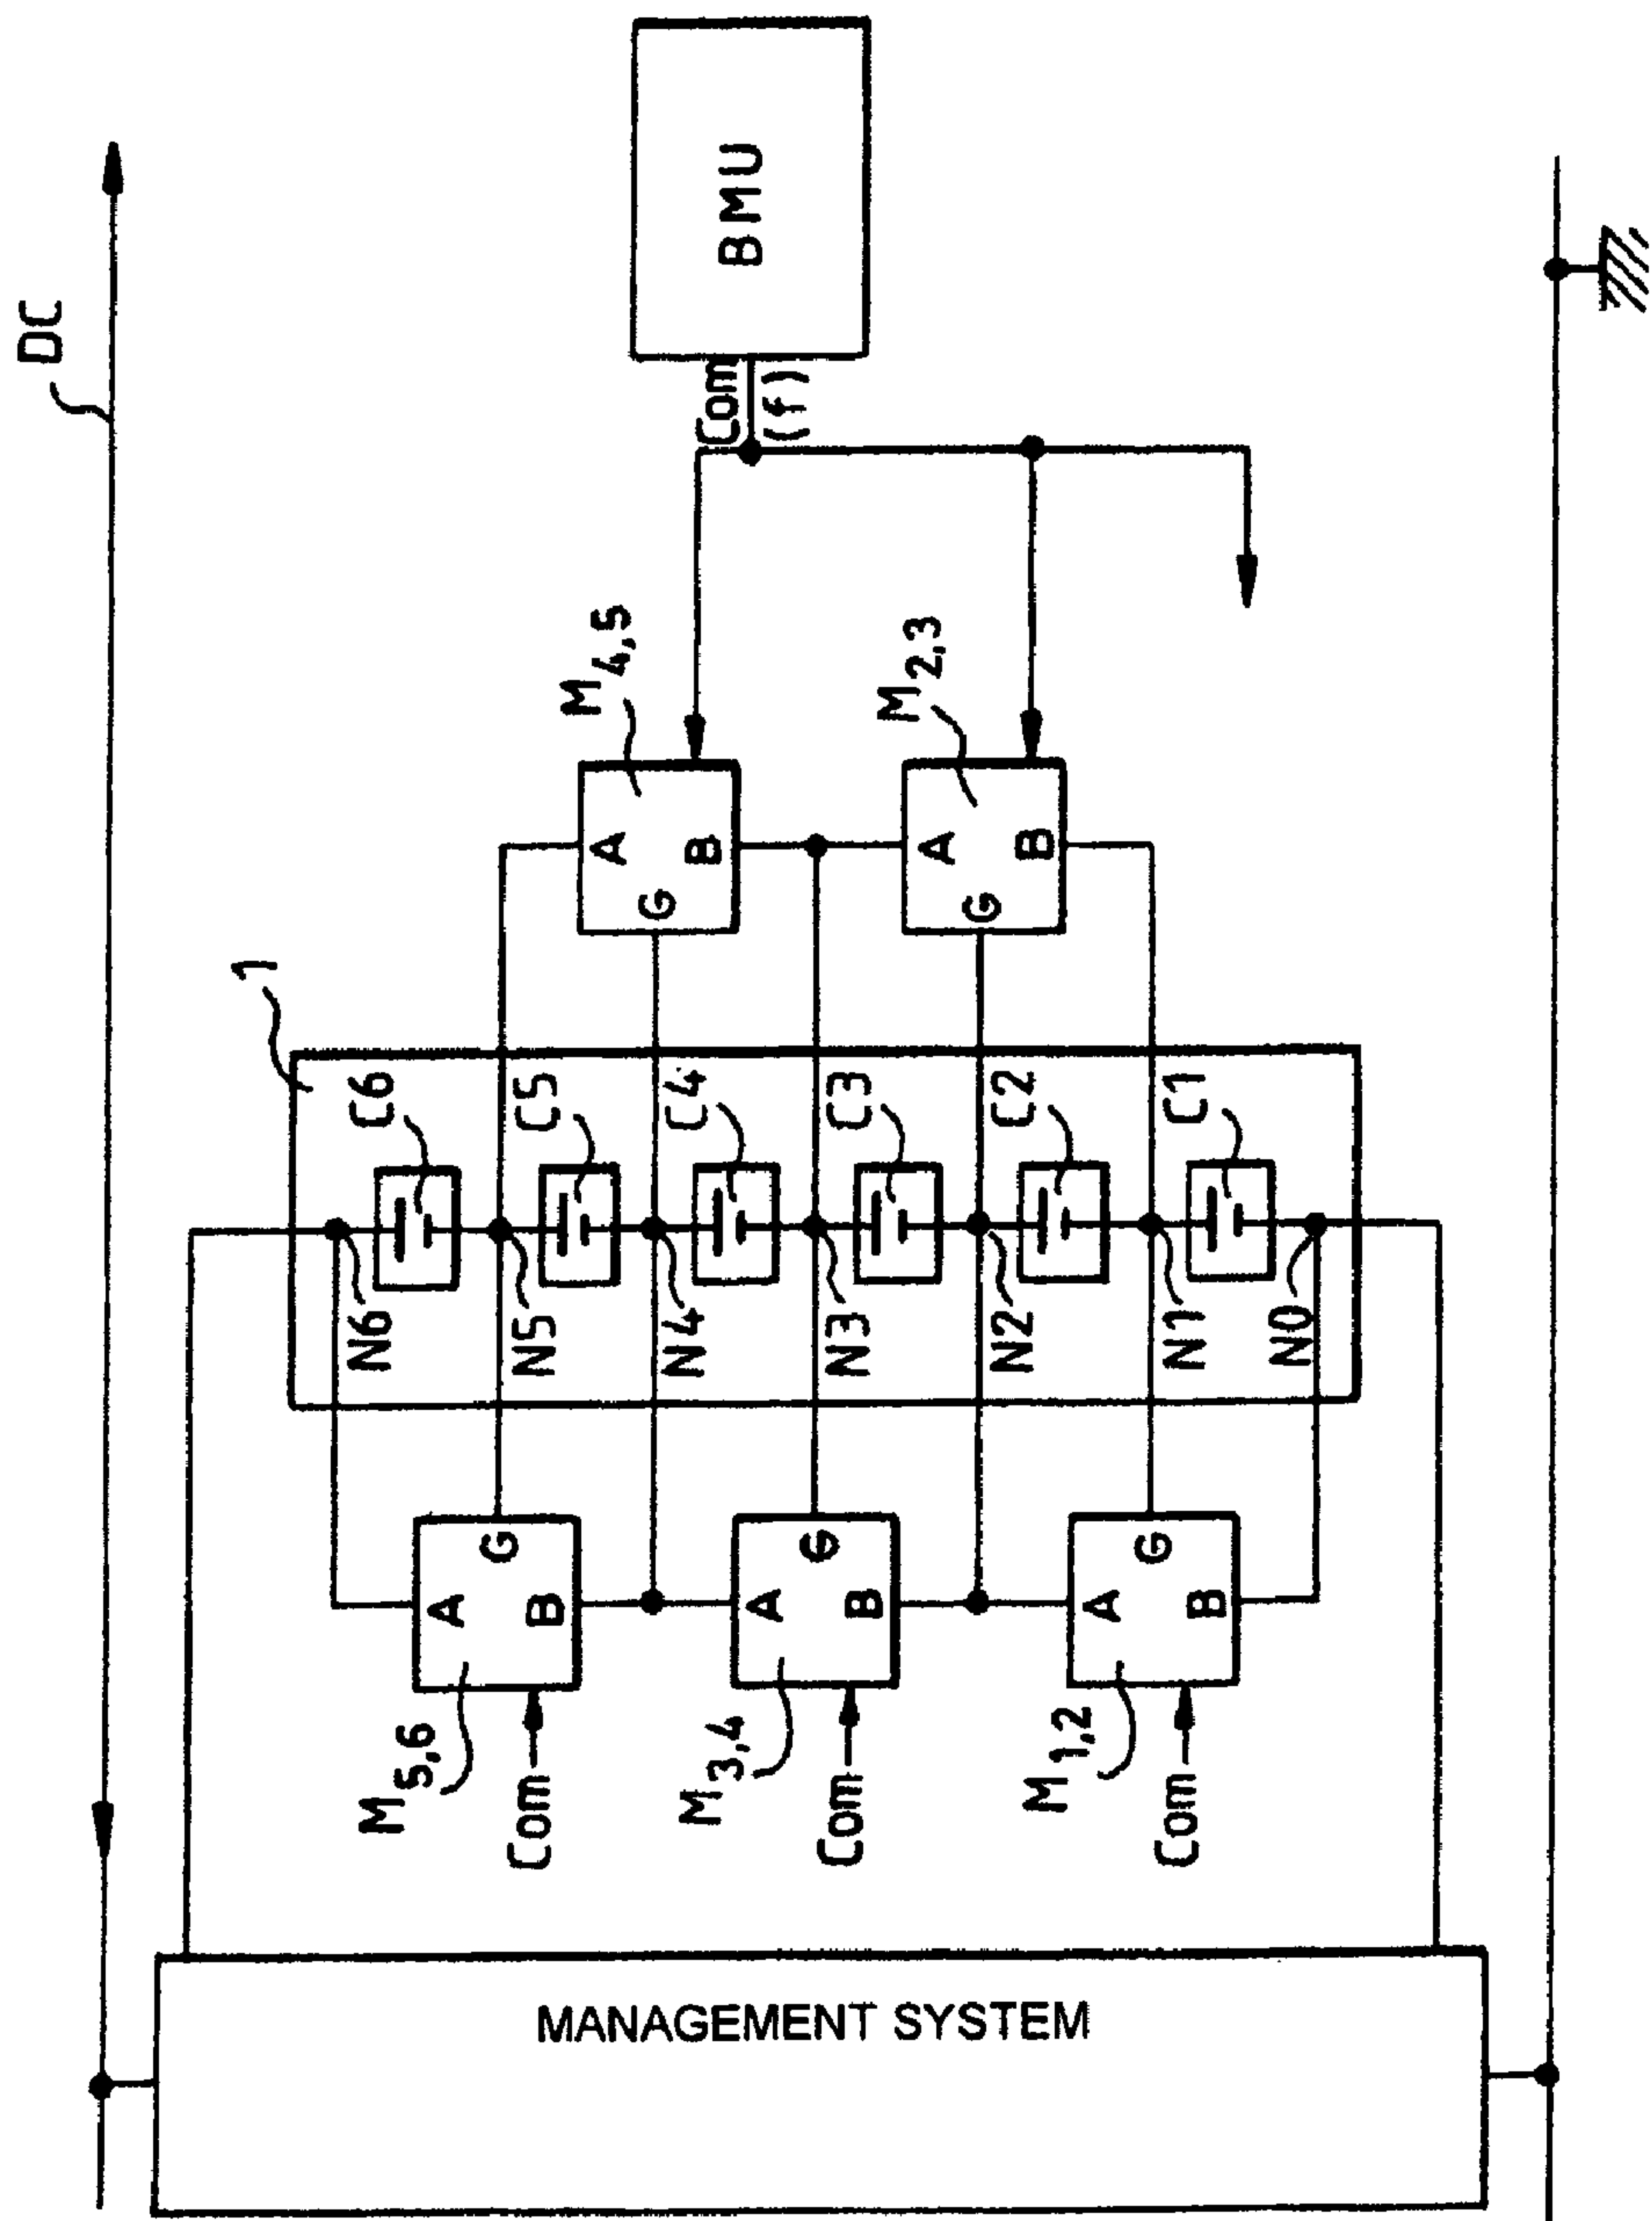 DC
BMU
Com
(f)
M4,5
M2,3
A
B
G
A
B
G
1
C6
C5
C4
C3
C2
C1
N6
N5
N4
N3
N2
N1
N0
G
A
B
G
A
B
G
A
B
M5,6
Com
M3,4
Com
M1,2
Com
MANAGEMENT SYSTEM